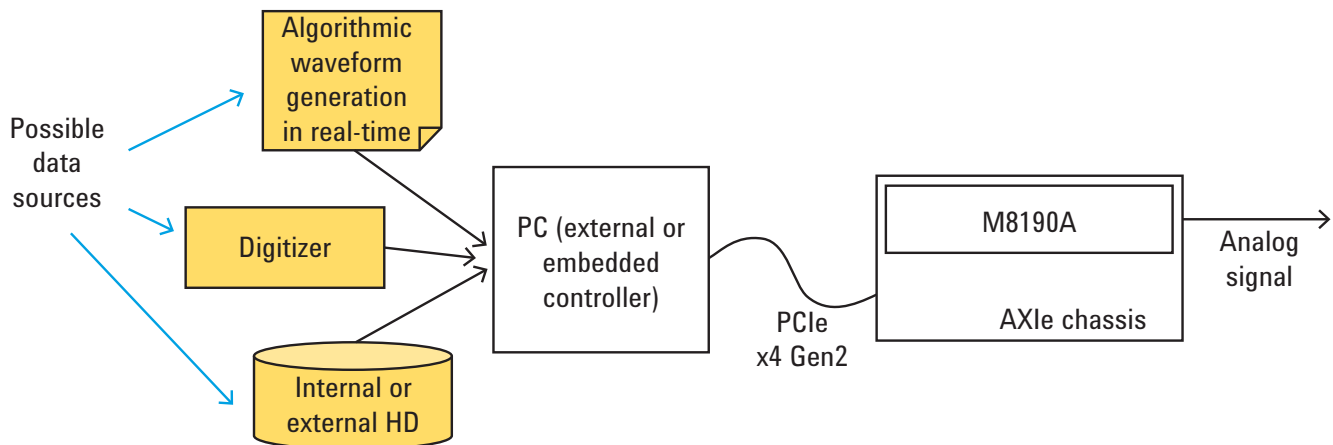 Algorithmic
waveform
generation
in real-time
Possible
data
sources
Digitizer
Internal or
external HD
PC (external or
embedded
controller)
PCIe
x4 Gen2
M8190A
AXIe chassis
Analog
signal